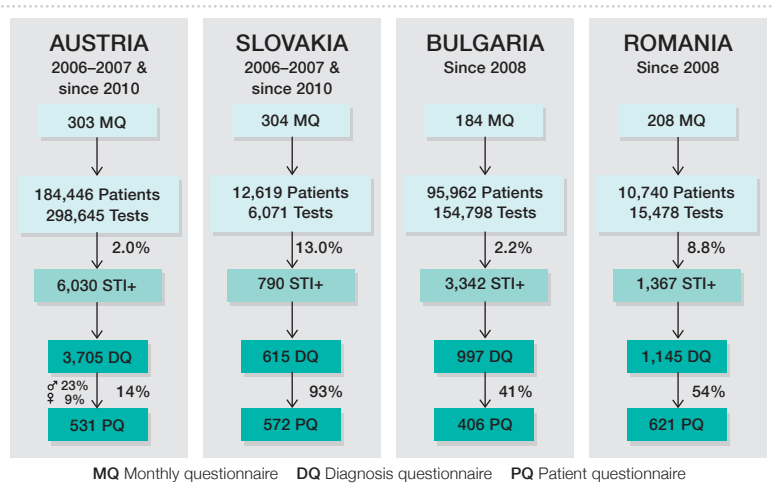 AUSTRIA
2006–2007 &
since 2010
303 MQ
184,446 Patients
298,645 Tests
2.0%
6,030 STI+
3,705 DQ
♂ 23%
♀ 9%
14%
531 PQ
SLOVAKIA
2006–2007 &
since 2010
304 MQ
12,619 Patients
6,071 Tests
13.0%
790 STI+
615 DQ
93%
572 PQ
BULGARIA
Since 2008
184 MQ
95,962 Patients
154,798 Tests
2.2%
3,342 STI+
997 DQ
41%
406 PQ
ROMANIA
Since 2008
208 MQ
10,740 Patients
15,478 Tests
8.8%
1,367 STI+
1,145 DQ
54%
621 PQ
MQ Monthly questionnaire DQ Diagnosis questionnaire PQ Patient questionnaire